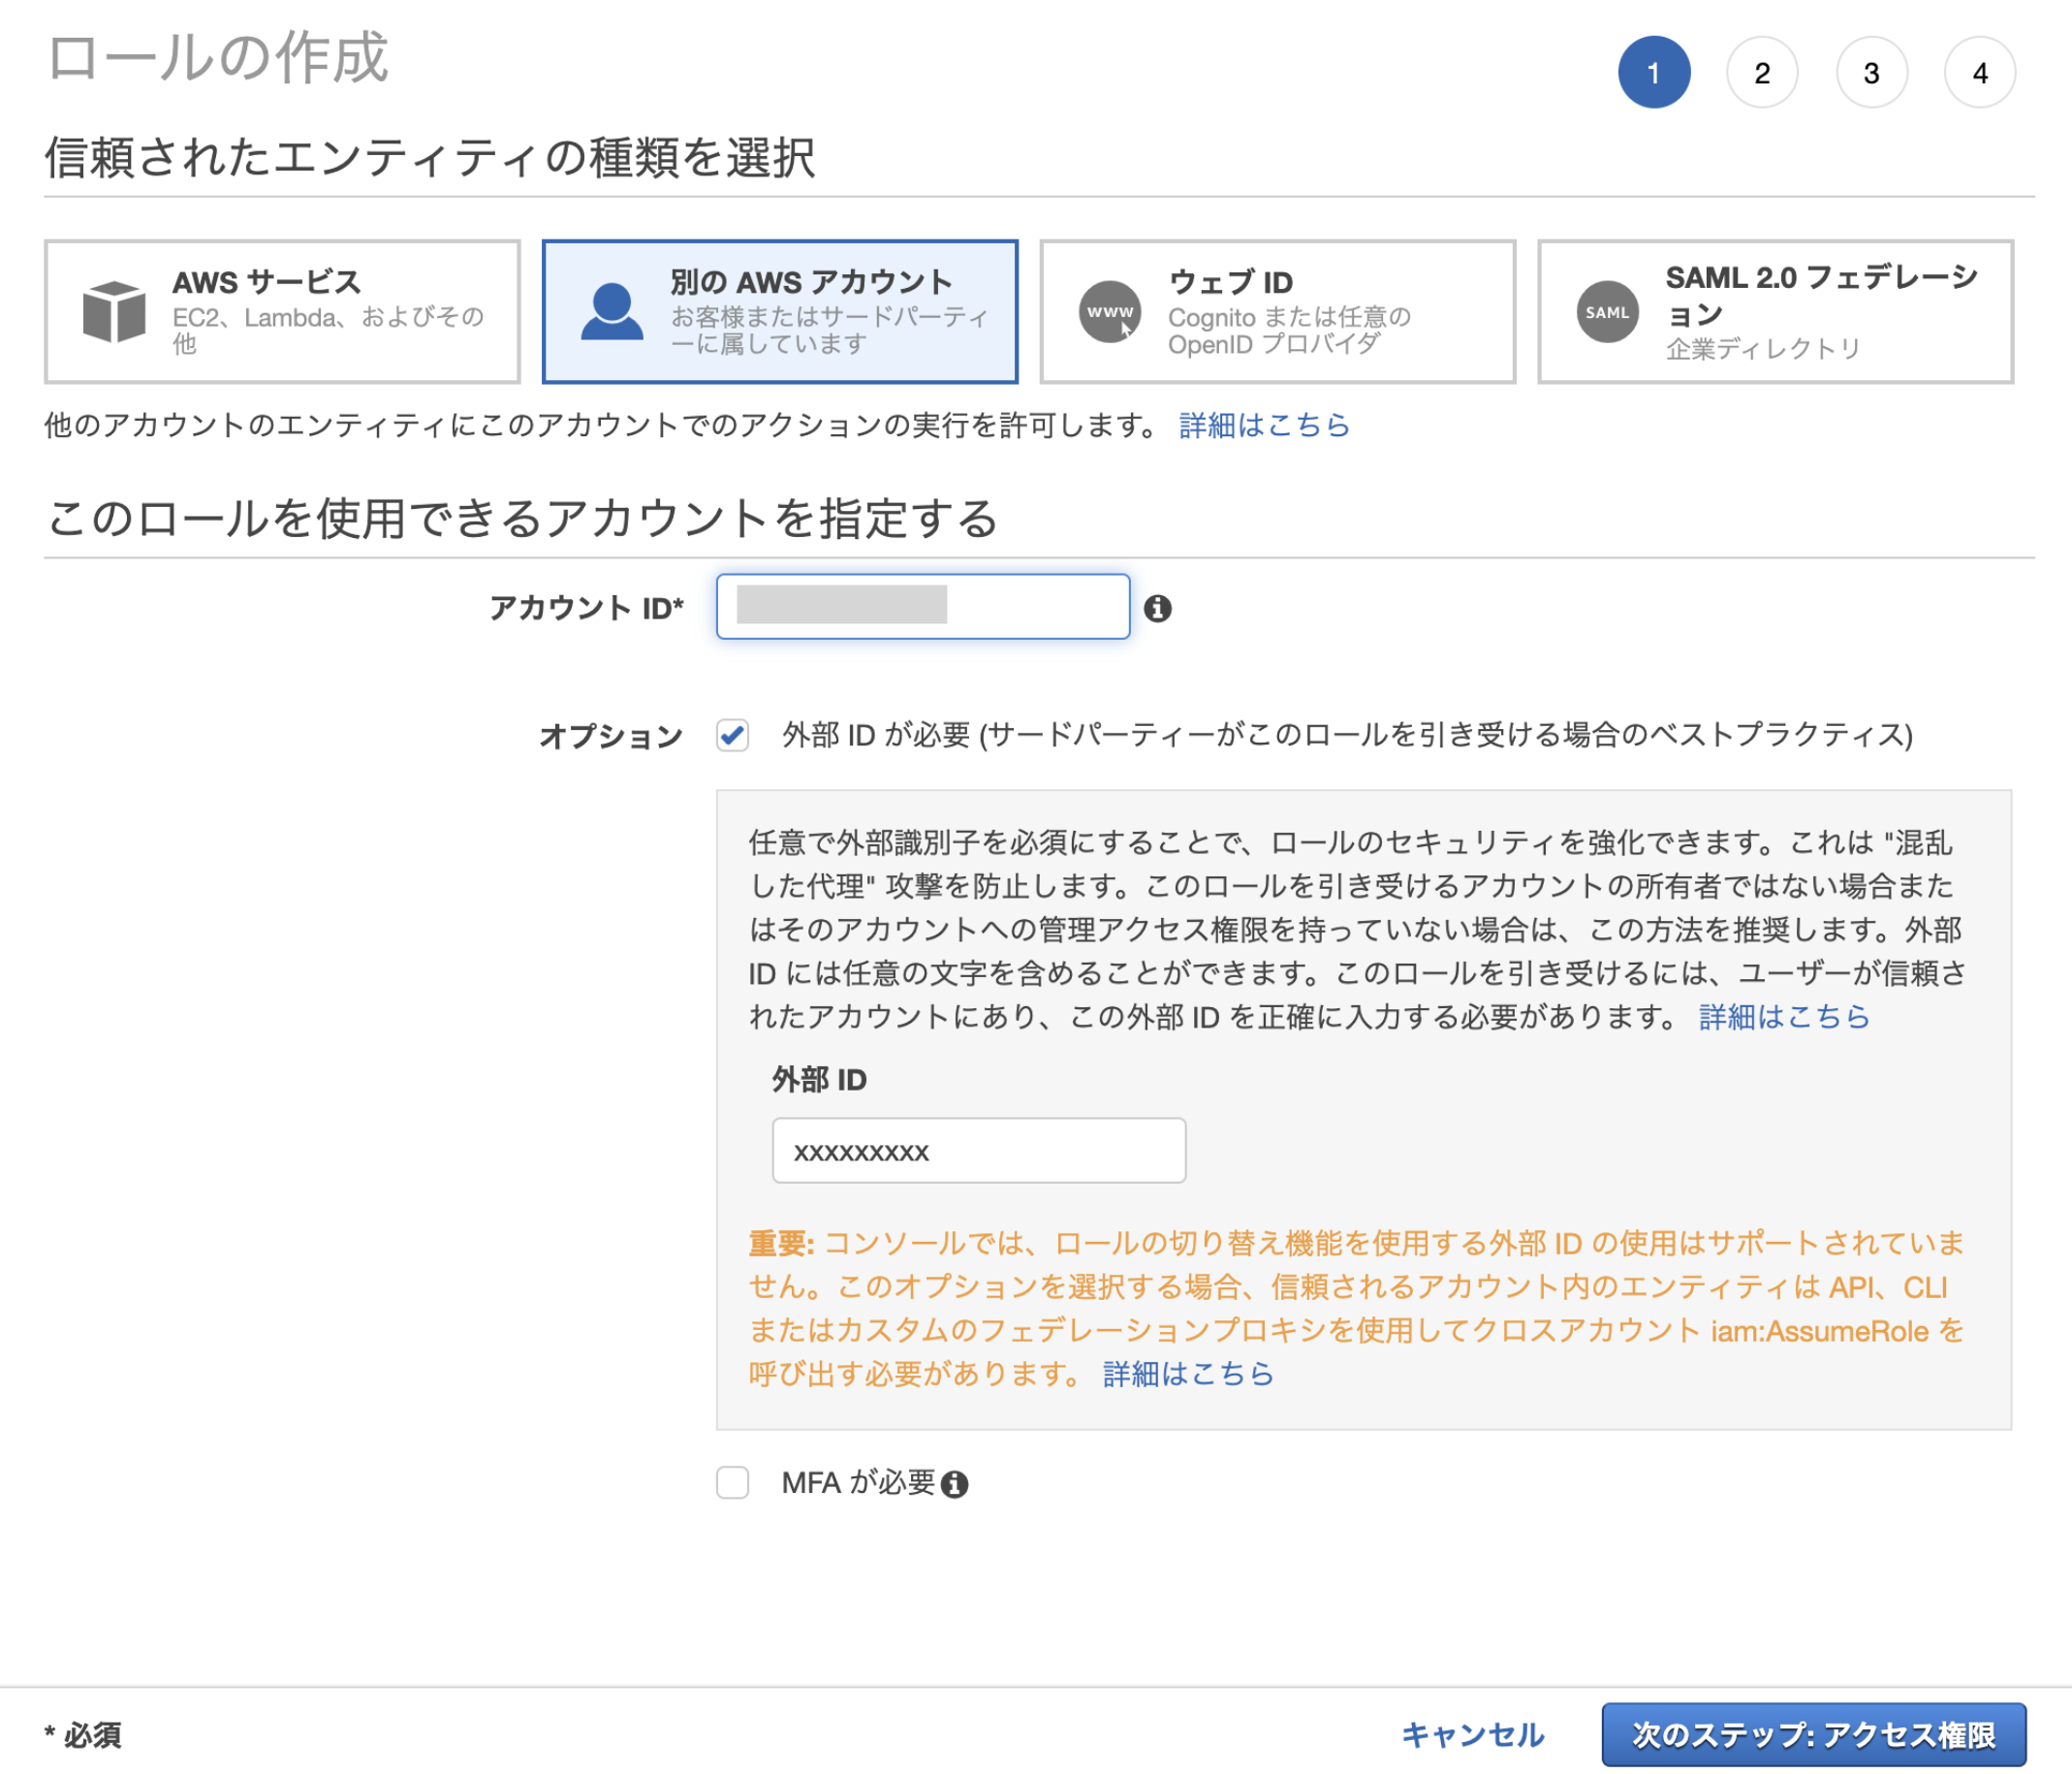 ロールの作成
1 2 3 4
信頼されたエンティティの種類を選択
AWS サービス
EC2、Lambda、およびその
他
別の AWS アカウント
お客様またはサードパーティ
ーに属しています
www
ウェブ ID
Cognito または任意の
OpenID プロバイダ
SAML
SAML 2.0 フェデレーシ
ョン
企業ディレクトリ
他のアカウントのエンティティにこのアカウントでのアクションの実行を許可します。 詳細はこちら
このロールを使用できるアカウントを指定する
アカウント ID*
オプション 外部 ID が必要 (サードパーティーがこのロールを引き受ける場合のベストプラクティス)
任意で外部識別子を必須にすることで、ロールのセキュリティを強化できます。これは "混乱
した代理" 攻撃を防止します。このロールを引き受けるアカウントの所有者ではない場合また
はそのアカウントへの管理アクセス権限を持っていない場合は、この方法を推奨します。外部
ID には任意の文字を含めることができます。このロールを引き受けるには、ユーザーが信頼さ
れたアカウントにあり、この外部 ID を正確に入力する必要があります。 詳細はこちら
外部 ID
xxxxxxxxx
重要: コンソールでは、ロールの切り替え機能を使用する外部 ID の使用はサポートされていま
せん。このオプションを選択する場合、信頼されるアカウント内のエンティティは API、CLI
またはカスタムのフェデレーションプロキシを使用してクロスアカウント iam:AssumeRole を
呼び出す必要があります。 詳細はこちら
MFA が必要
* 必須
キャンセル
次のステップ: アクセス権限